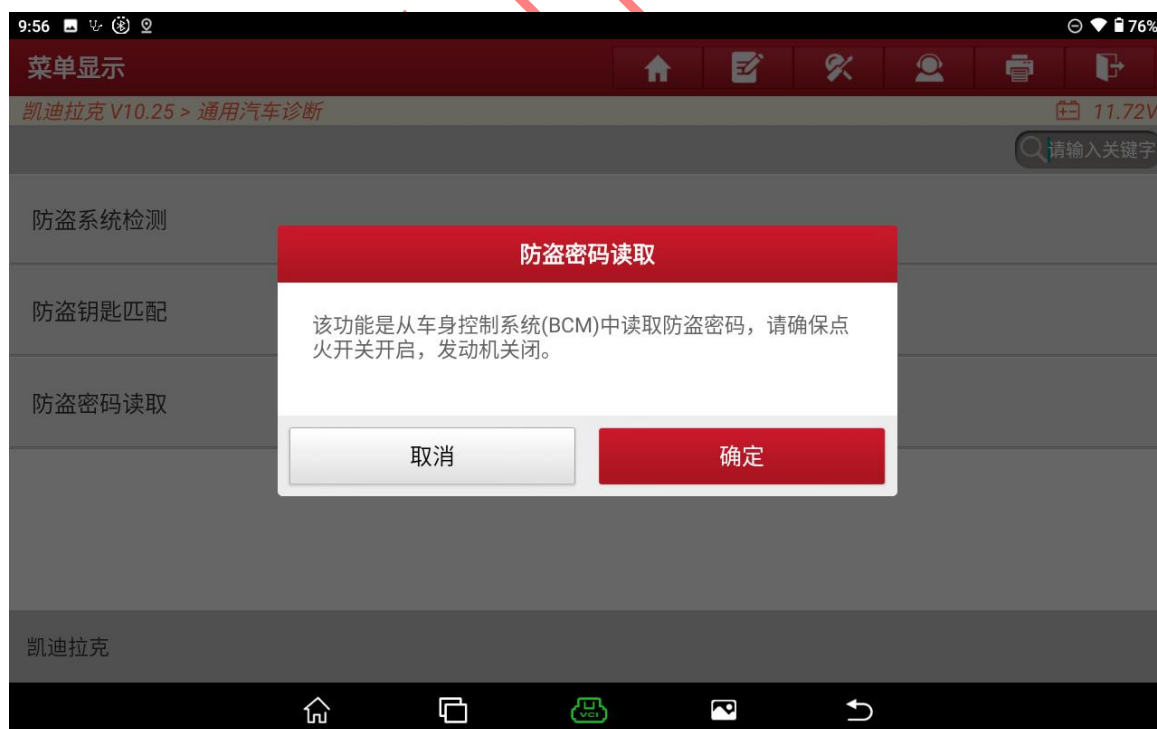 9:56
76%
菜单显示
凯迪拉克 V10.25 > 通用汽车诊断
11.72V
请输入关键字
防盗系统检测
防盗密码读取
防盗钥匙匹配
该功能是从车身控制系统(BCM)中读取防盗密码，请确保点
火开关开启，发动机关闭。
防盗密码读取
取消
确定
凯迪拉克
VCI